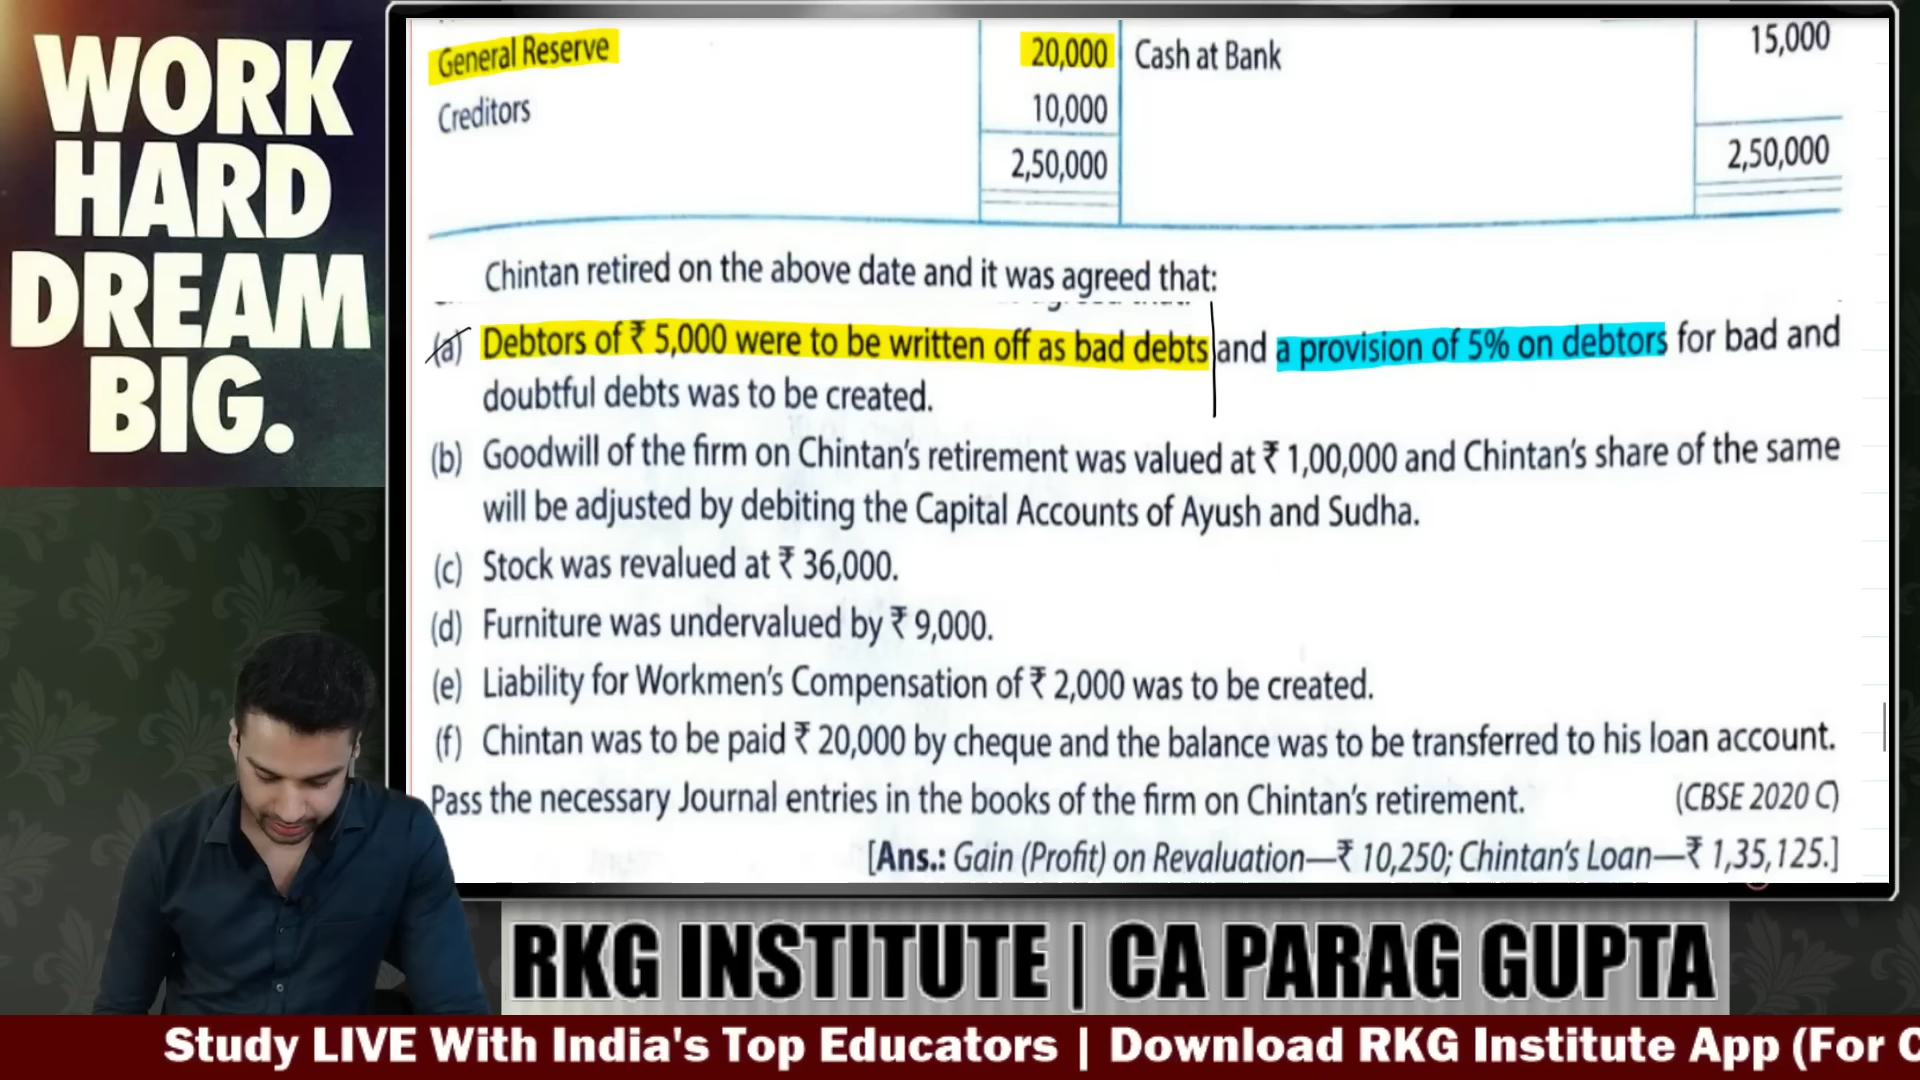 WORK
HARD
DREAM
BIG.
General Reserve 20,000 Cash at Bank 15,000
Creditors 10,000
2,50,000 2,50,000
Chintan retired on the above date and it was agreed that:
(a) Debtors of ₹ 5,000 were to be written off as bad debts and a provision of 5% on debtors for bad and
doubtful debts was to be created.
(b) Goodwill of the firm on Chintan's retirement was valued at ₹ 1,00,000 and Chintan's share of the same
will be adjusted by debiting the Capital Accounts of Ayush and Sudha.
(c) Stock was revalued at ₹ 36,000.
(d) Furniture was undervalued by ₹ 9,000.
(e) Liability for Workmen's Compensation of ₹ 2,000 was to be created.
(f) Chintan was to be paid ₹ 20,000 by cheque and the balance was to be transferred to his loan account.
Pass the necessary Journal entries in the books of the firm on Chintan's retirement. (CBSE 2020 C)
[Ans.: Gain (Profit) on Revaluation—₹ 10,250; Chintan's Loan—₹ 1,35,125.]
RKG INSTITUTE | CA PARAG GUPTA
Study LIVE With India's Top Educators | Download RKG Institute App (For C